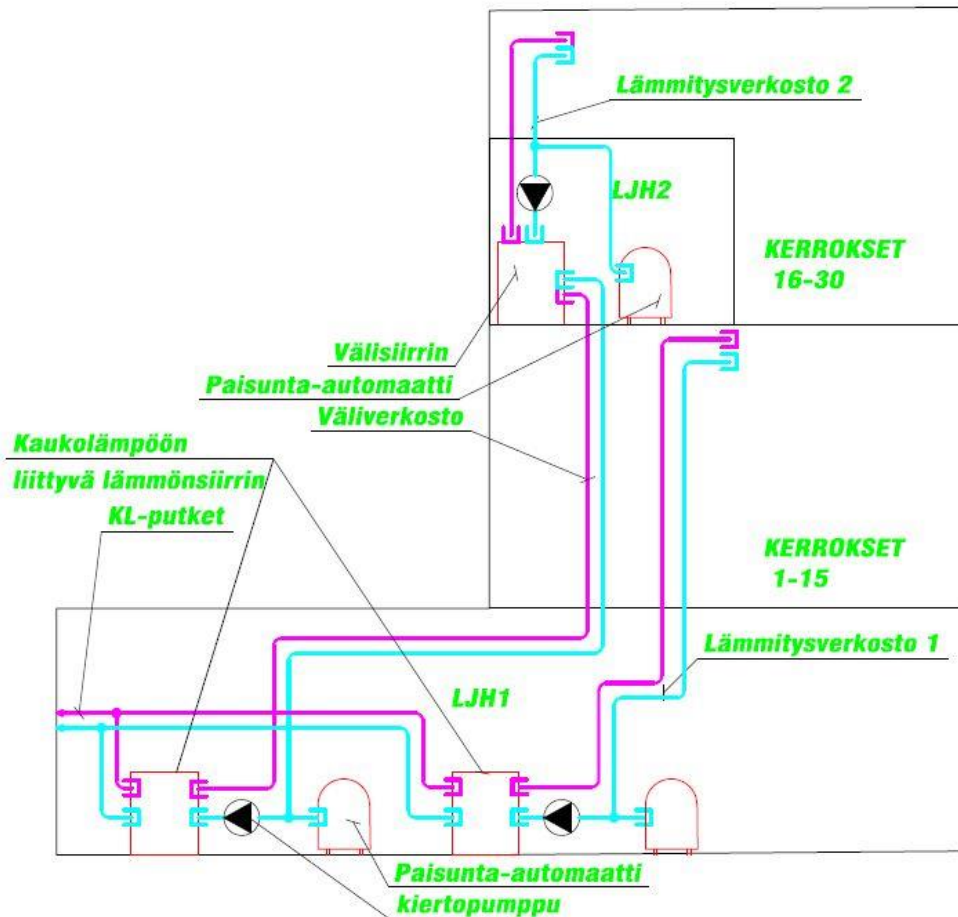 Lämmitysverkosto 2
LJH2
KERROKSET
16-30
Välisiirrin
Paisunta-automaatti
Väliverkosto
Kaukolämpöön
liittyvä lämmönsiirrin
KL-putket
KERROKSET
1-15
Lämmitysverkosto 1
LJH1
Paisunta-automaatti
kiertopumppu